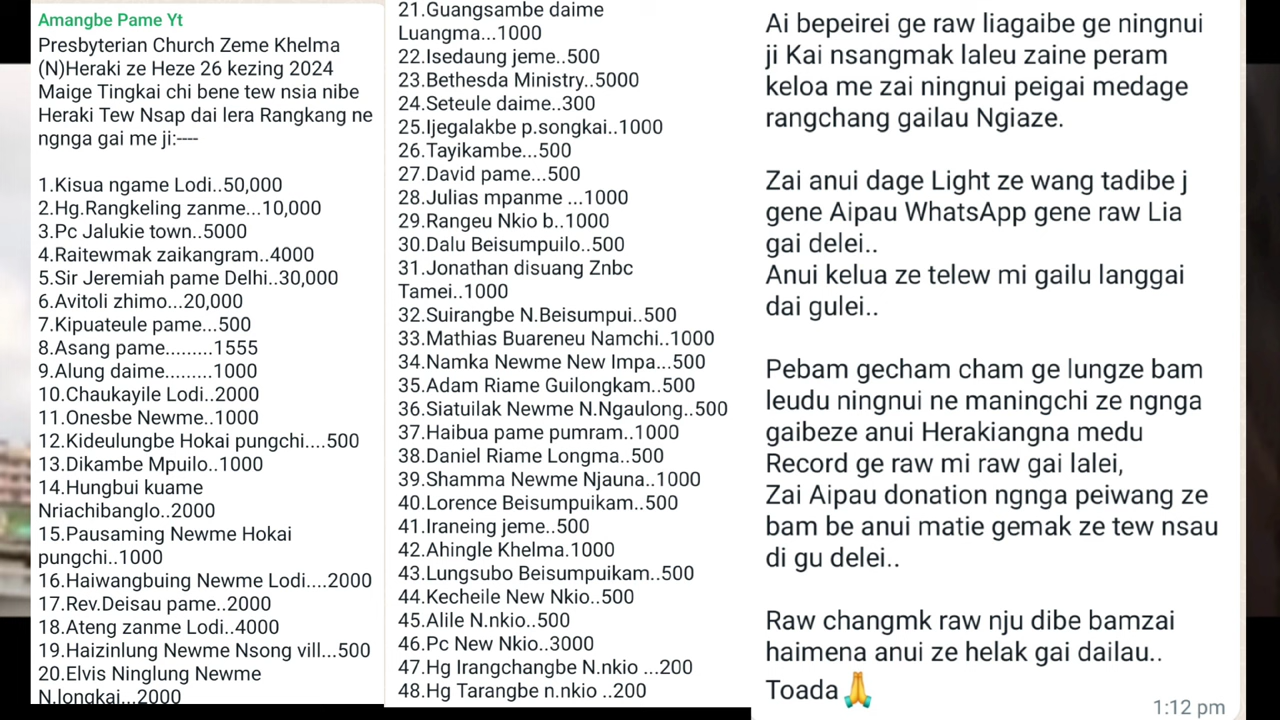 Amangbe Pame Yt
Presbyterian Church Zeme Khelma
(N)Heraki ze Heze 26 kezing 2024
Maige Tingkai chi bene tew nsia nibe
Heraki Tew Nsap dai lera Rangkang ne
ngnga gai me ji:----
1.Kisua ngame Lodi..50,000
2.Hg.Rangkeling zanme...10,000
3.Pc Jalukie town..5000
4.Raitewmak zaikangram..4000
5.Sir Jeremiah pame Delhi..30,000
6.Avitoli zhimo...20,000
7.Kipuateule pame...500
8.Asang pame.........1555
9.Alung daime.........1000
10.Chaukayile Lodi..2000
11.Onesbe Newme..1000
12.Kideulungbe Hokai pungchi....500
13.Dikambe Mpuilo..1000
14.Hungbui kuame
Nriachibanglo..2000
15.Pausaming Newme Hokai
pungchi..1000
16.Haiwangbuing Newme Lodi....2000
17.Rev.Deisau pame..2000
18.Ateng zanme Lodi..4000
19.Haizinlung Newme Nsong vill...500
20.Elvis Ninglung Newme
N.longkai...2000
21.Guangsambe daime
Luangma...1000
22.Isedaung jeme..500
23.Bethesda Ministry..5000
24.Seteule daime..300
25.Ijegalakbe p.songkai..1000
26.Tayikambe...500
27.David pame...500
28.Julias mpanme ...1000
29.Rangeu Nkio b..1000
30.Dalu Beisumpuilo..500
31.Jonathan disuang Znbc
Tamei..1000
32.Suirangbe N.Beisumpui..500
33.Mathias Buareneu Namchi..1000
34.Namka Newme New Impa...500
35.Adam Riame Guilongkam..500
36.Siatuilak Newme N.Ngaulong..500
37.Haibua pame pumram..1000
38.Daniel Riame Longma..500
39.Shamma Newme Njauna..1000
40.Lorence Beisumpuikam..500
41.Iraneing jeme..500
42.Ahingle Khelma.1000
43.Lungsubo Beisumpuikam..500
44.Kecheile New Nkio..500
45.Alile N.nkio..500
46.Pc New Nkio..3000
47.Hg Irangchangbe N.nkio ...200
48.Hg Tarangbe n.nkio ..200
Ai bepeirei ge raw liagaibe ge ningnui
ji Kai nsangmak laleu zaine peram
keloa me zai ningnui peigai medage
rangchang gailau Ngiaze.
Zai anui dage Light ze wang tadibe j
gene Aipau WhatsApp gene raw Lia
gai delei..
Anui kelua ze telew mi gailu langgai
dai gulei..
Pebam gecham cham ge lungze bam
leudu ningnui ne maningchi ze ngnga
gaibeze anui Herakiangna medu
Record ge raw mi raw gai lalei,
Zai Aipau donation ngnga peiwang ze
bam be anui matie gemak ze tew nsau
di gu delei..
Raw changmk raw nju dibe bamzai
haimena anui ze helak gai dailau..
Toada🙏
1:12 pm